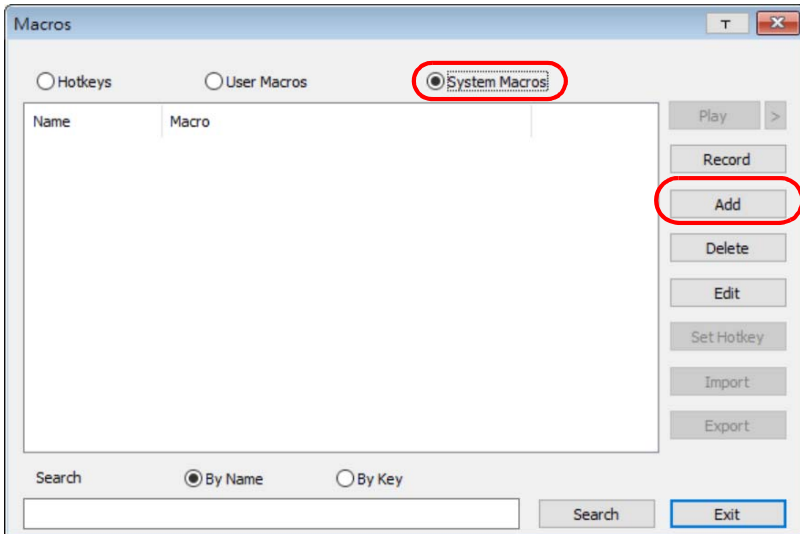 Macros
T
Hotkeys User Macros System Macros
Name Macro
Play >
Record
Add
Delete
Edit
Set Hotkey
Import
Export
Search By Name By Key
Search Exit